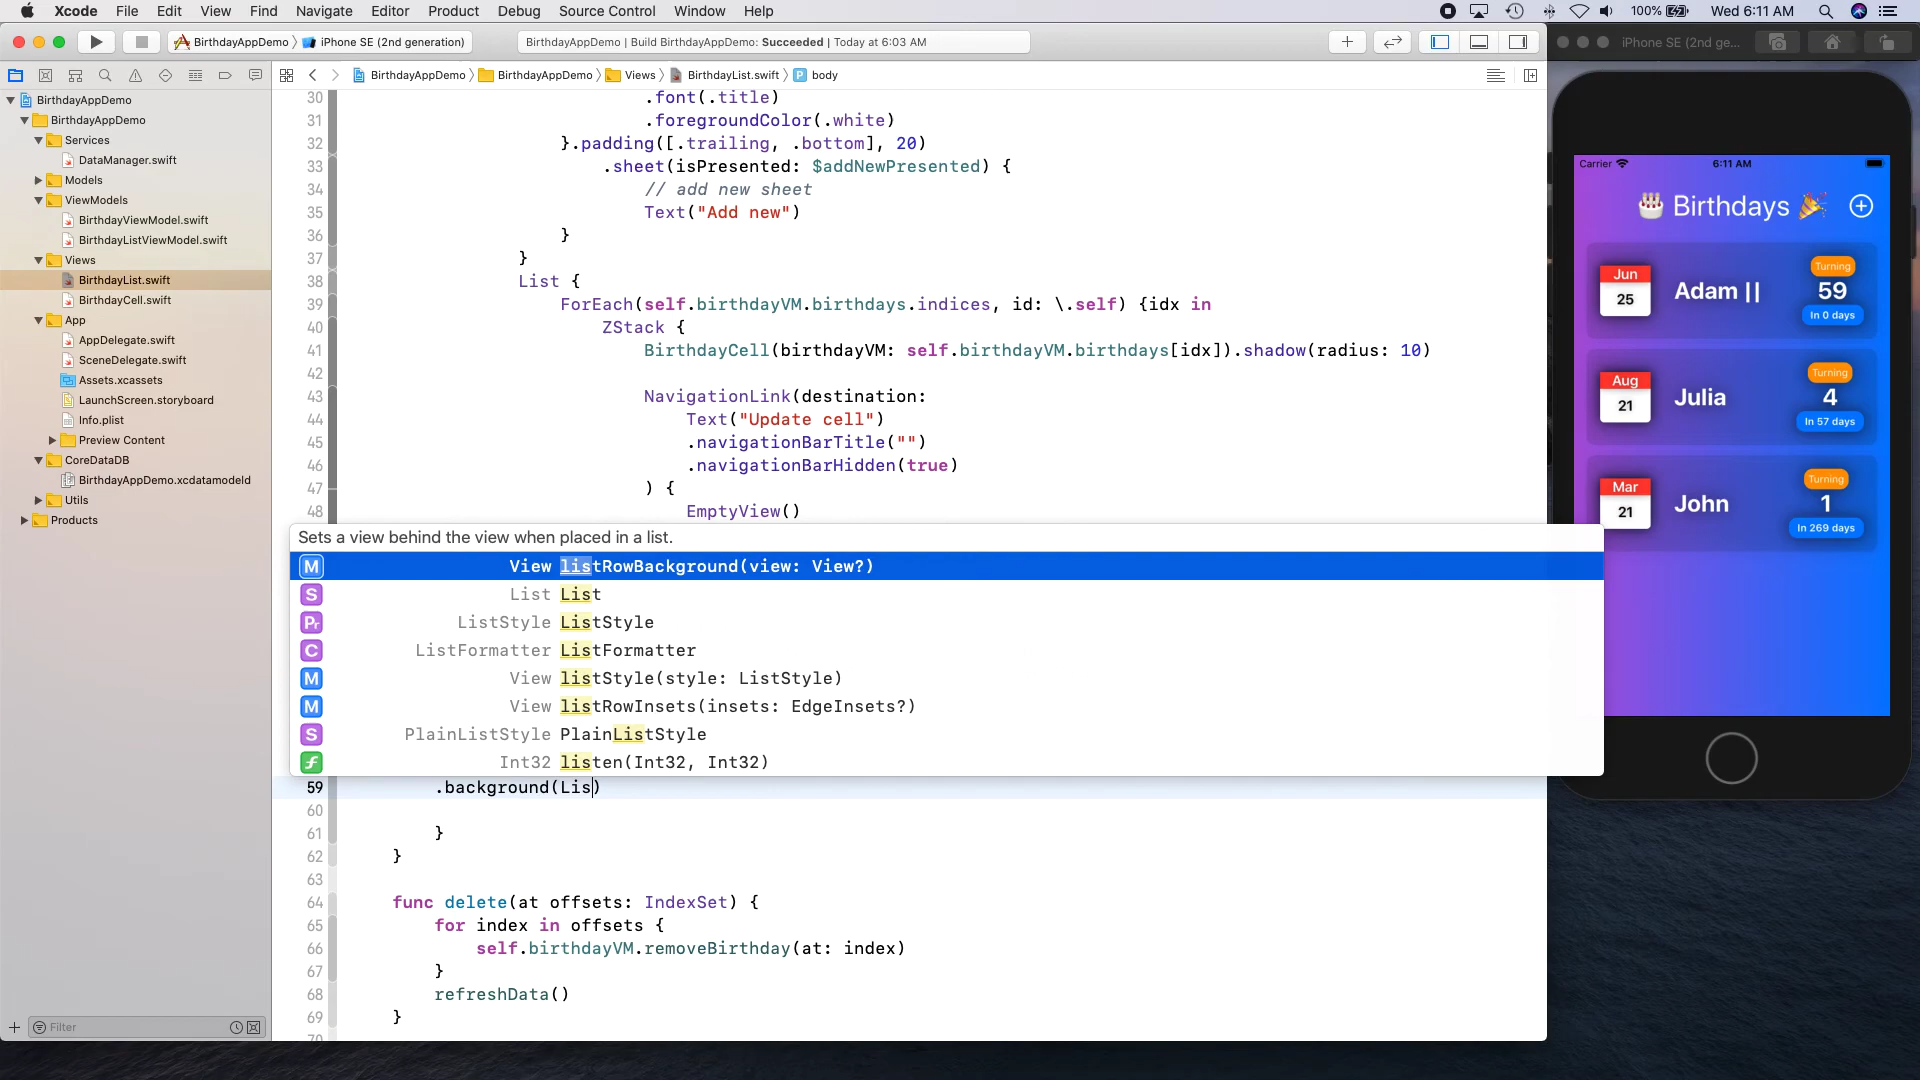 Xcode File Edit View Find Navigate Editor Product Debug Source Control Window Help 100% Wed 6:11 AM
BirthdayAppDemo iPhone SE (2nd generation) BirthdayAppDemo | Build BirthdayAppDemo: Succeeded | Today at 6:03 AM iPhone SE (2nd ge...
BirthdayAppDemo BirthdayAppDemo Views BirthdayList.swift P body
BirthdayAppDemo
BirthdayAppDemo
Services
DataManager.swift
Models
ViewModels
BirthdayViewModel.swift
BirthdayListViewModel.swift
Views
BirthdayList.swift
BirthdayCell.swift
App
AppDelegate.swift
SceneDelegate.swift
Assets.xcassets
LaunchScreen.storyboard
Info.plist
Preview Content
CoreDataDB
BirthdayAppDemo.xcdatamodeld
Utils
Products
Filter
30 .font(.title)
31 .foregroundColor(.white)
32 }.padding([.trailing, .bottom], 20)
33 .sheet(isPresented: $addNewPresented) {
34 // add new sheet
35 Text("Add new")
36 }
37 }
38 List {
39 ForEach(self.birthdayVM.birthdays.indices, id: \.self) {idx in
40 ZStack {
41 BirthdayCell(birthdayVM: self.birthdayVM.birthdays[idx]).shadow(radius: 10)
42
43 NavigationLink(destination:
44 Text("Update cell")
45 .navigationBarTitle("")
46 .navigationBarHidden(true)
47 ) {
48 EmptyView()
Sets a view behind the view when placed in a list.
M View listRowBackground(view: View?)
S List List
Pr ListStyle ListStyle
C ListFormatter ListFormatter
M View listStyle(style: ListStyle)
M View listRowInsets(insets: EdgeInsets?)
S PlainListStyle PlainListStyle
f Int32 listen(Int32, Int32)
59 .background(Lis)
60
61 }
62 }
63
64 func delete(at offsets: IndexSet) {
65 for index in offsets {
66 self.birthdayVM.removeBirthday(at: index)
67 }
68 refreshData()
69 }
70
Carrier 6:11 AM
🎂 Birthdays 🎉
Jun
25
Adam ||
Turning
59
In 0 days
Aug
21
Julia
Turning
4
In 57 days
Mar
21
John
Turning
1
In 269 days